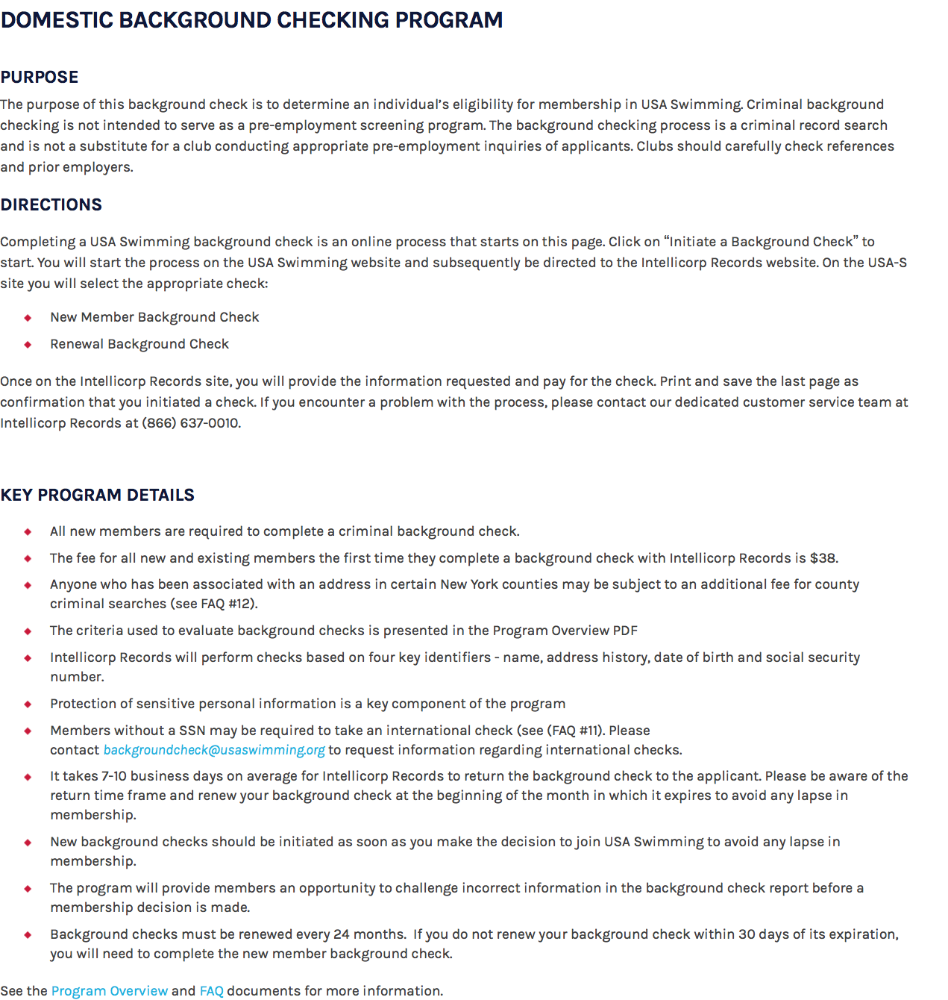 DOMESTIC BACKGROUND CHECKING PROGRAM
PURPOSE
The purpose of this background check is to determine an individual's eligibility for membership in USA Swimming. Criminal background
checking is not intended to serve as a pre-employment screening program. The background checking process is a criminal record search
and is not a substitute for a club conducting appropriate pre-employment inquiries of applicants. Clubs should carefully check references
and prior employers.
DIRECTIONS
Completing a USA Swimming background check is an online process that starts on this page. Click on “Initiate a Background Check” to
start. You will start the process on the USA Swimming website and subsequently be directed to the Intellicorp Records website. On the USA-S
site you will select the appropriate check:
New Member Background Check
Renewal Background Check
Once on the Intellicorp Records site, you will provide the information requested and pay for the check. Print and save the last page as
confirmation that you initiated a check. If you encounter a problem with the process, please contact our dedicated customer service team at
Intellicorp Records at (866) 637-0010.
KEY PROGRAM DETAILS
All new members are required to complete a criminal background check.
The fee for all new and existing members the first time they complete a background check with Intellicorp Records is $38.
Anyone who has been associated with an address in certain New York counties may be subject to an additional fee for county
criminal searches (see FAQ #12).
The criteria used to evaluate background checks is presented in the Program Overview PDF
Intellicorp Records will perform checks based on four key identifiers - name, address history, date of birth and social security
number.
Protection of sensitive personal information is a key component of the program
Members without a SSN may be required to take an international check (see (FAQ #11). Please
contact backgroundcheck@usaswimming.org to request information regarding international checks.
It takes 7-10 business days on average for Intellicorp Records to return the background check to the applicant. Please be aware of the
return time frame and renew your background check at the beginning of the month in which it expires to avoid any lapse in
membership.
New background checks should be initiated as soon as you make the decision to join USA Swimming to avoid any lapse in
membership.
The program will provide members an opportunity to challenge incorrect information in the background check report before a
membership decision is made.
Background checks must be renewed every 24 months. If you do not renew your background check within 30 days of its expiration,
you will need to complete the new member background check.
See the Program Overview and FAQ documents for more information.